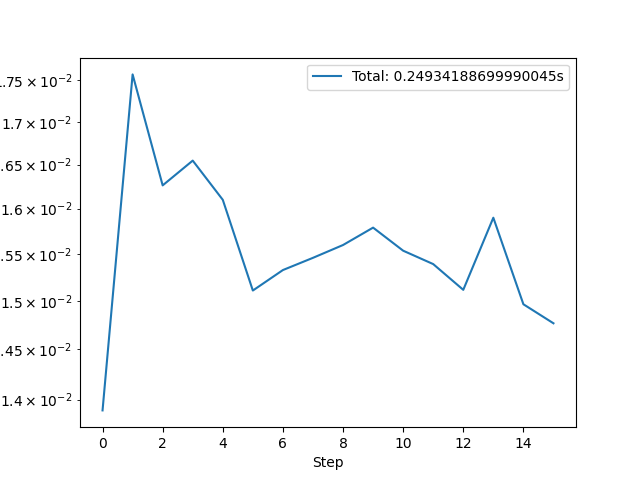 Total: 0.24934188699990045s
.75 × 10⁻²
1.7 × 10⁻²
.65 × 10⁻²
1.6 × 10⁻²
.55 × 10⁻²
1.5 × 10⁻²
.45 × 10⁻²
1.4 × 10⁻²
0 2 4 6 8 10 12 14
Step